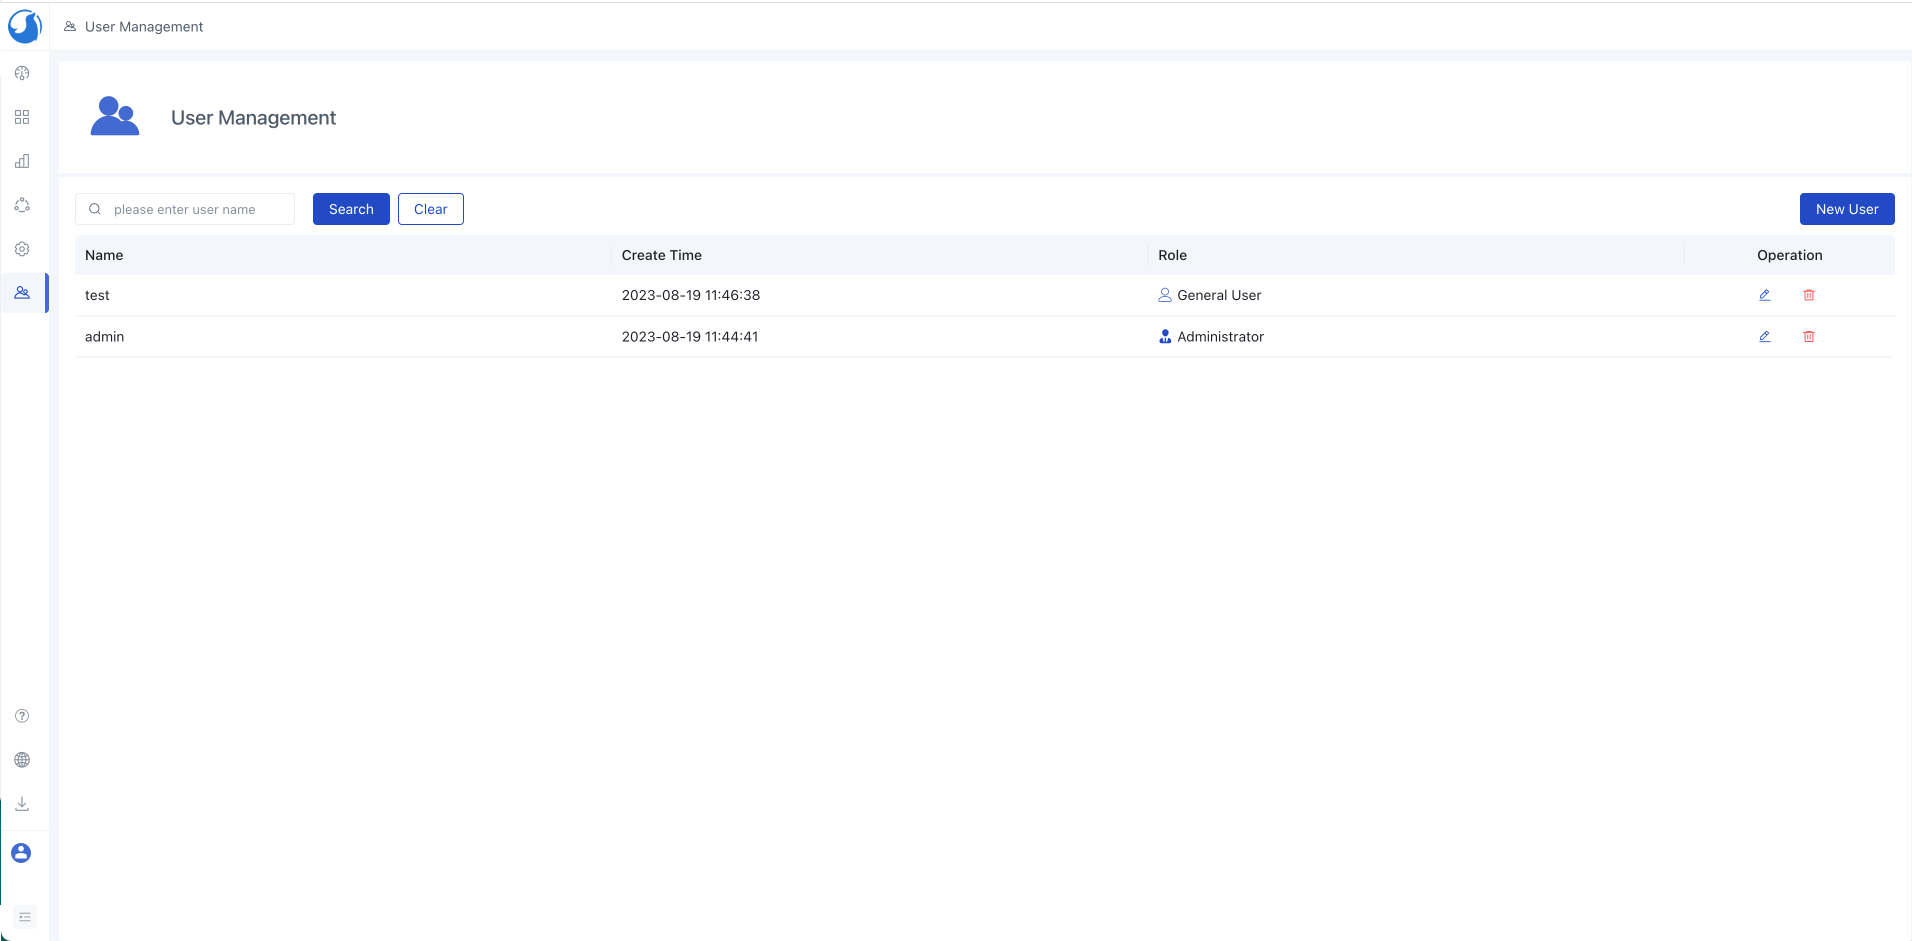 User Management
User Management
please enter user name Search Clear New User
Name Create Time Role Operation
test 2023-08-19 11:46:38 General User
admin 2023-08-19 11:44:41 Administrator